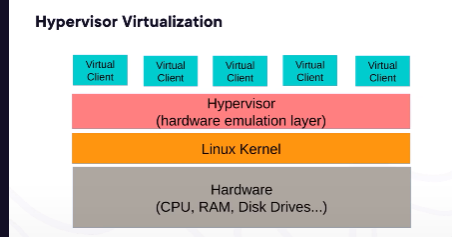 Hypervisor Virtualization
Virtual Client
Virtual Client
Virtual Client
Virtual Client
Virtual Client
Hypervisor
(hardware emulation layer)
Linux Kernel
Hardware
(CPU, RAM, Disk Drives...)